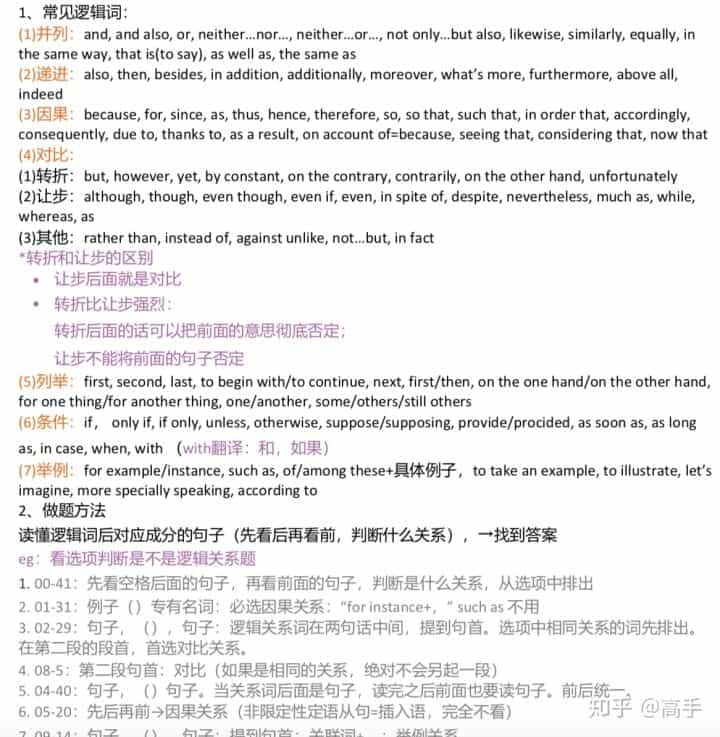 1、常见逻辑词：
(1)并列：and, and also, or, neither…nor…, neither…or…, not only…but also, likewise, similarly, equally, in
the same way, that is(to say), as well as, the same as
(2)递进：also, then, besides, in addition, additionally, moreover, what's more, furthermore, above all,
indeed
(3)因果：because, for, since, as, thus, hence, therefore, so, so that, such that, in order that, accordingly,
consequently, due to, thanks to, as a result, on account of=because, seeing that, considering that, now that
(4)对比：
(1)转折：but, however, yet, by constant, on the contrary, contrarily, on the other hand, unfortunately
(2)让步：although, though, even though, even if, even, in spite of, despite, nevertheless, much as, while,
whereas, as
(3)其他：rather than, instead of, against unlike, not…but, in fact
*转折和让步的区别
• 让步后面就是对比
• 转折比让步强烈：
转折后面的话可以把前面的意思彻底否定；
让步不能将前面的句子否定
(5)列举：first, second, last, to begin with/to continue, next, first/then, on the one hand/on the other hand,
for one thing/for another thing, one/another, some/others/still others
(6)条件：if， only if, if only, unless, otherwise, suppose/supposing, provide/procided, as soon as, as long
as, in case, when, with （with翻译：和，如果）
(7)举例：for example/instance, such as, of/among these+具体例子，to take an example, to illustrate, let's
imagine, more specially speaking, according to
2、做题方法
读懂逻辑词后对应成分的句子（先看后再看前，判断什么关系），→找到答案
eg：看选项判断是不是逻辑关系题
1. 00-41：先看空格后面的句子，再看前面的句子，判断是什么关系，从选项中排出
2. 01-31：例子（）专有名词：必选因果关系：“for instance+，” such as 不用
3. 02-29：句子，（），句子：逻辑关系词在两句话中间，提到句首。选项中相同关系的词先排出。
在第二段的段首，首选对比关系。
4. 08-5：第二段句首：对比（如果是相同的关系，绝对不会另起一段）
5. 04-40：句子，（）句子。当关系词后面是句子，读完之后前面也要读句子。前后统一。
6. 05-20：先后再前→因果关系（非限定性定语从句=插入语，完全不看）
7. 09-14：句子，（），句子：提到句首：关联词+，：举例关系
知乎 @高手